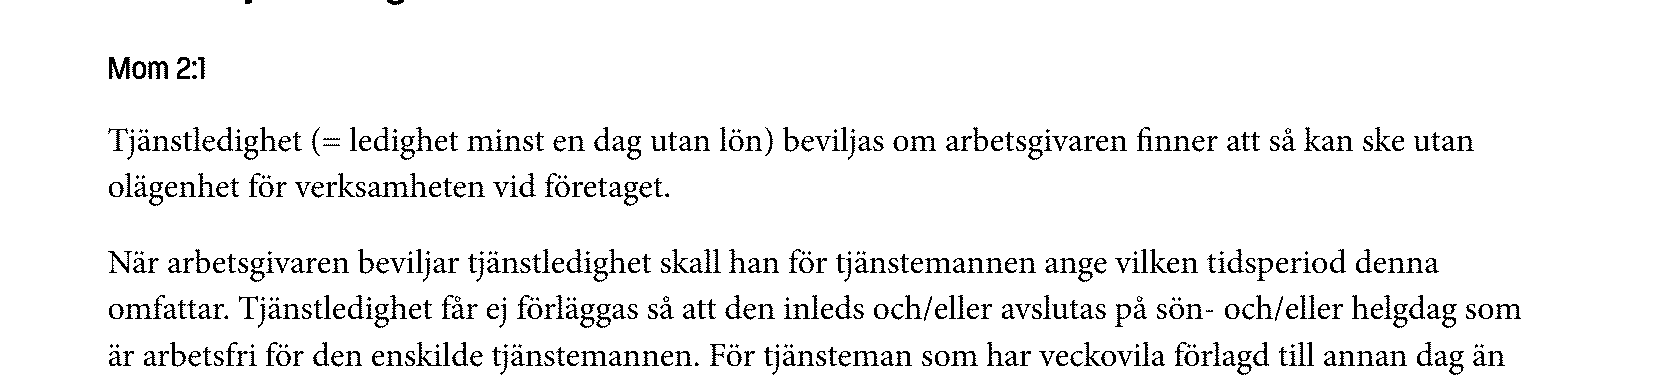 Mom 2:1
Tjänstledighet (= ledighet minst en dag utan lön) beviljas om arbetsgivaren finner att så kan ske utan
olägenhet för verksamheten vid företaget.
När arbetsgivaren beviljar tjänstledighet skall han för tjänstemannen ange vilken tidsperiod denna
omfattar. Tjänstledighet får ej förläggas så att den inleds och/eller avslutas på sön- och/eller helgdag som
är arbetsfri för den enskilde tjänstemannen. För tjänsteman som har veckovila förlagd till annan dag än